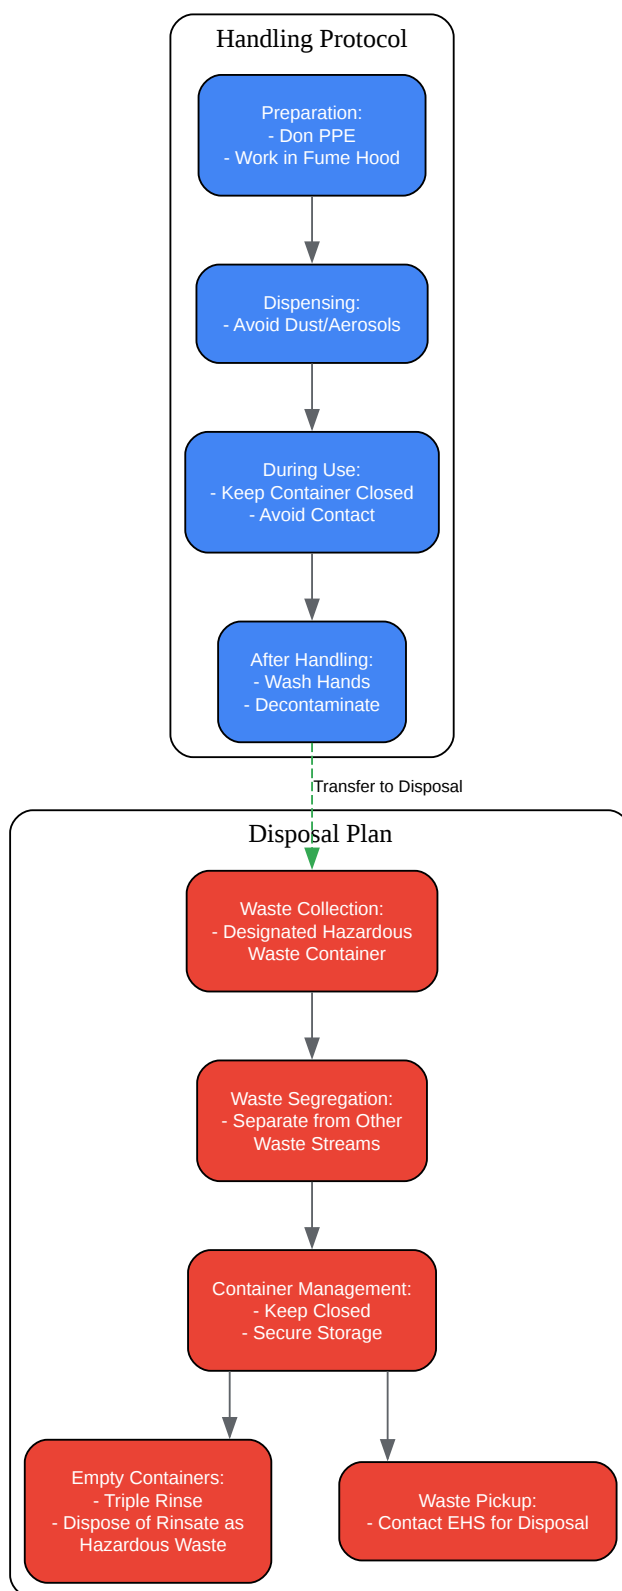 Handling Protocol
Preparation:
- Don PPE
- Work in Fume Hood
Dispensing:
- Avoid Dust/Aerosols
During Use:
- Keep Container Closed
- Avoid Contact
After Handling:
- Wash Hands
- Decontaminate
Transfer to Disposal
Disposal Plan
Waste Collection:
- Designated Hazardous
Waste Container
Waste Segregation:
- Separate from Other
Waste Streams
Container Management:
- Keep Closed
- Secure Storage
Empty Containers:
- Triple Rinse
- Dispose of Rinsate as
Hazardous Waste
Waste Pickup:
- Contact EHS for Disposal